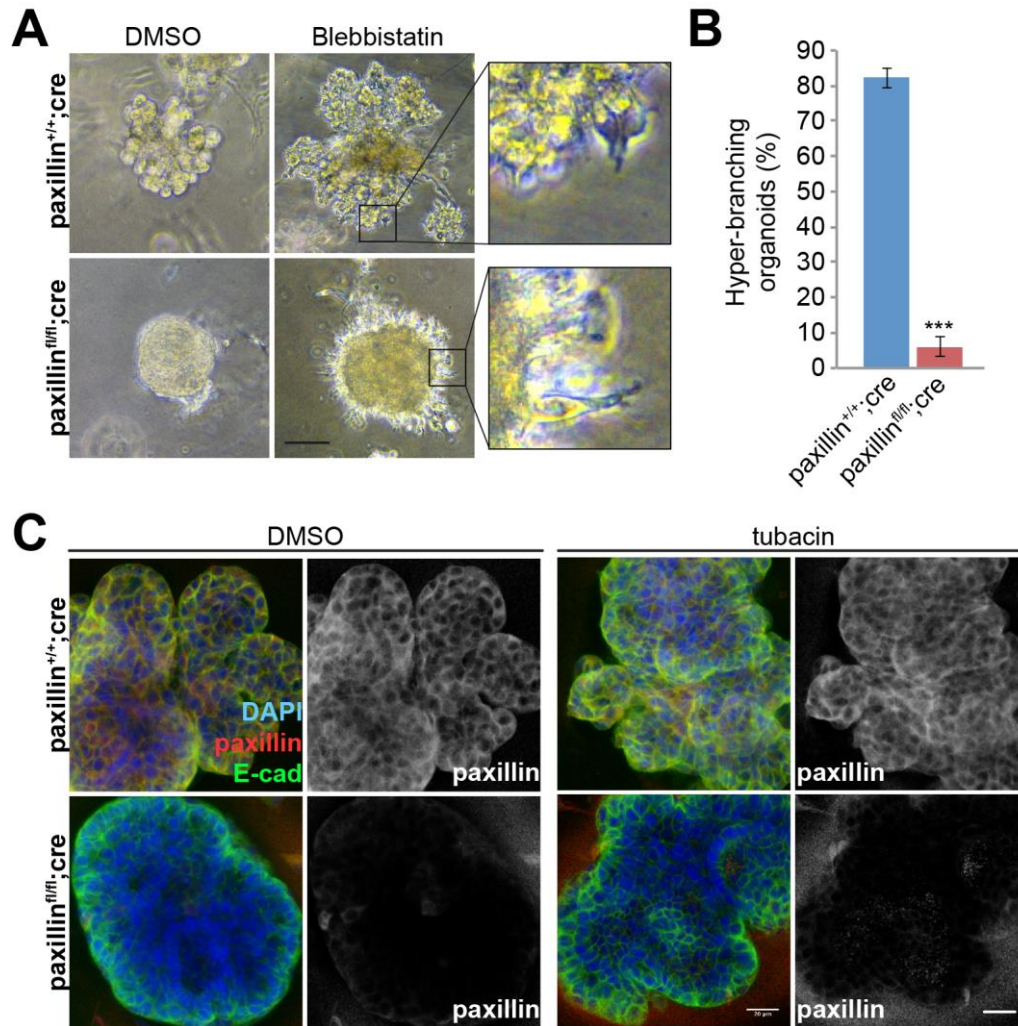 A
DMSO
Blebbistatin
paxillin+/+;cre
paxillinfl/fl;cre
B
90
80
70
60
50
40
30
20
10
0
Hyper-branching
organoids (%)
***
paxillin+/+;cre
paxillinfl/fl;cre
C
DMSO
tubacin
paxillin+/+;cre
DAPI
paxillin
E-cad
paxillin
paxillin
paxillinfl/fl;cre
paxillin
20 µm
paxillin